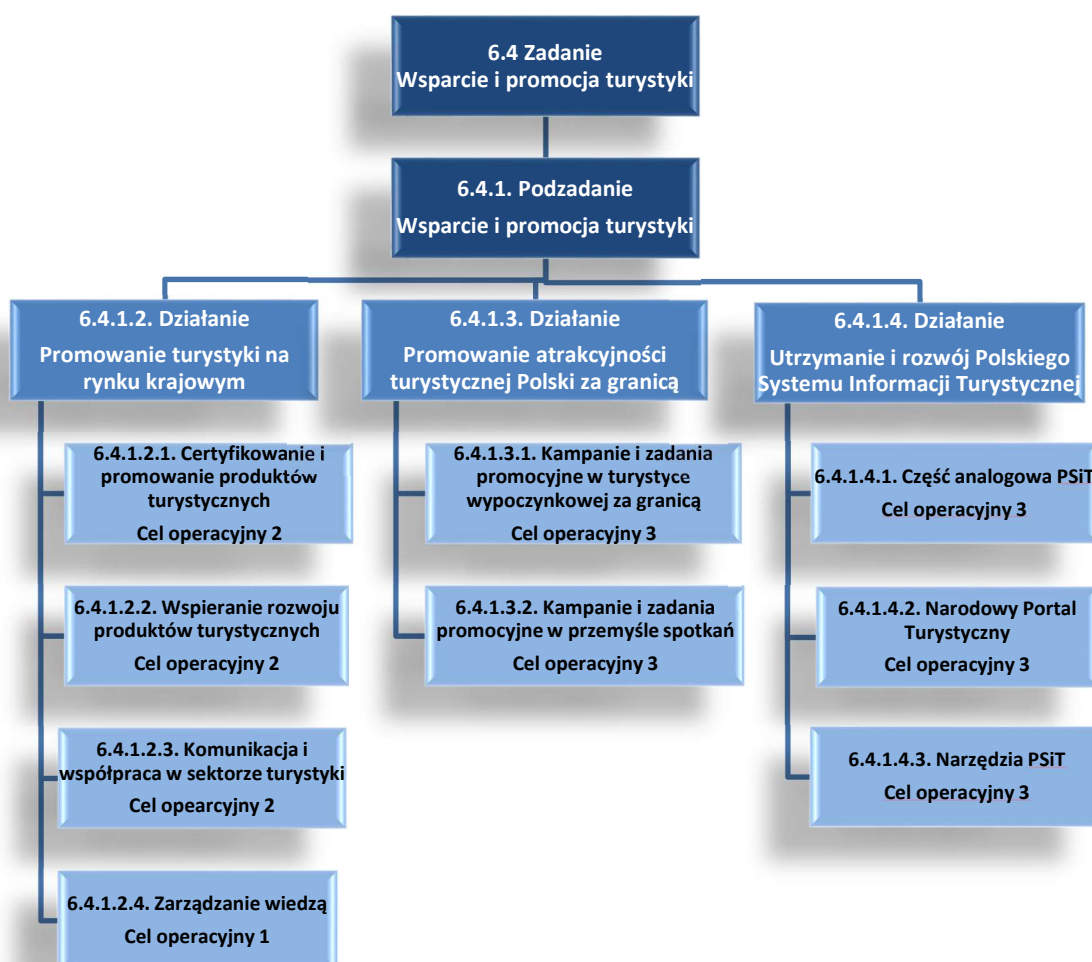 6.4 Zadanie
Wsparcie i promocja turystyki
6.4.1. Podzadanie
Wsparcie i promocja turystyki
6.4.1.2. Działanie
Promowanie turystyki na
rynku krajowym
6.4.1.2.1. Certyfikowanie i
promowanie produktów
turystycznych
Cel operacyjny 2
6.4.1.2.2. Wspieranie rozwoju
produktów turystycznych
Cel operacyjny 2
6.4.1.2.3. Komunikacja i
współpraca w sektorze turystyki
Cel opearcyjny 2
6.4.1.2.4. Zarządzanie wiedzą
Cel operacyjny 1
6.4.1.3. Działanie
Promowanie atrakcyjności
turystycznej Polski za granicą
6.4.1.3.1. Kampanie i zadania
promocyjne w turystyce
wypoczynkowej za granicą
Cel operacyjny 3
6.4.1.3.2. Kampanie i zadania
promocyjne w przemyśle spotkań
Cel operacyjny 3
6.4.1.4. Działanie
Utrzymanie i rozwój Polskiego
Systemu Informacji Turystycznej
6.4.1.4.1. Część analogowa PSiT
Cel operacyjny 3
6.4.1.4.2. Narodowy Portal
Turystyczny
Cel operacyjny 3
6.4.1.4.3. Narzędzia PSiT
Cel operacyjny 3